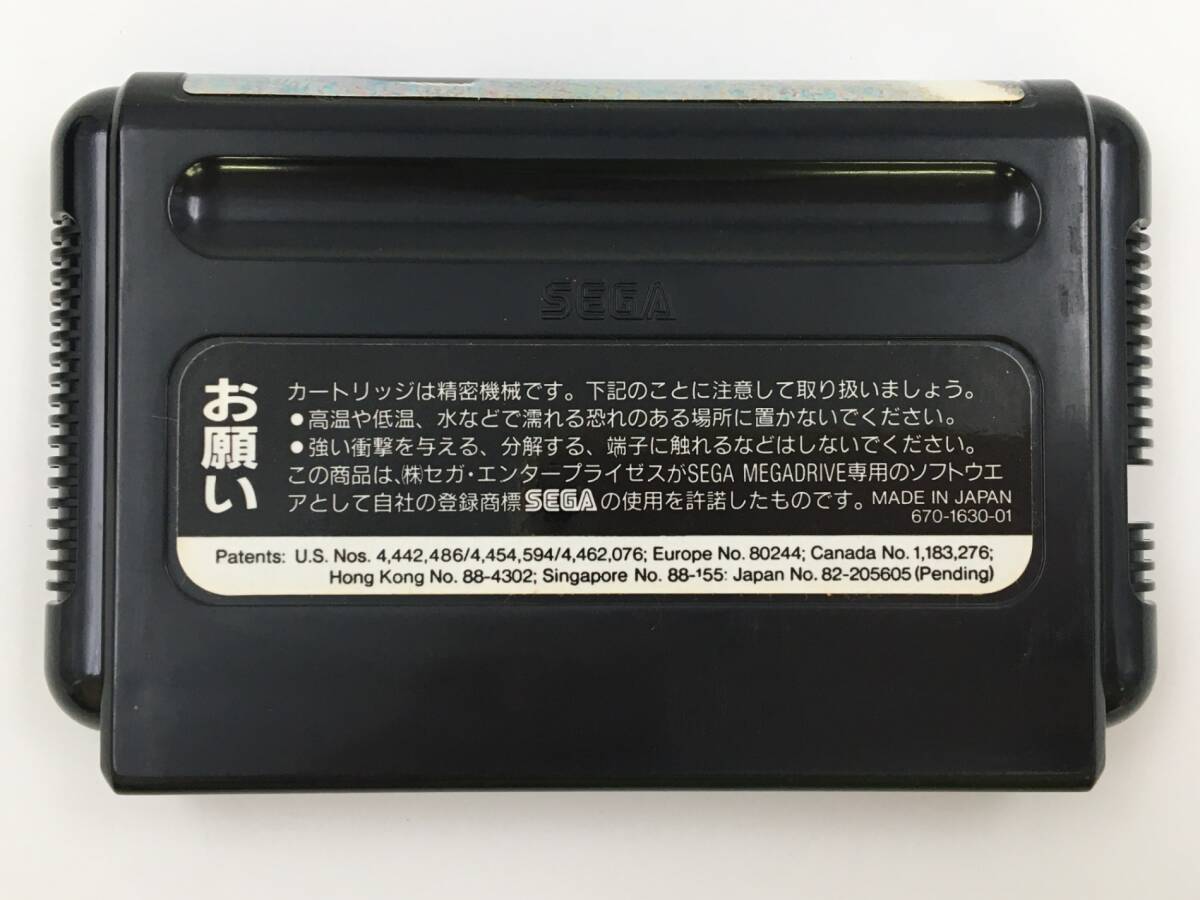 SEGA
お願い
カートリッジは精密機械です。下記のことに注意して取り扱いましょう。
●高温や低温、水などで濡れる恐れのある場所に置かないでください。
●強い衝撃を与える、分解する、端子に触れるなどはしないでください。
この商品は、㈱セガ・エンタープライゼスがSEGA MEGADRIVE専用のソフトウエ
アとして自社の登録商標SEGAの使用を許諾したものです。MADE IN JAPAN
670-1630-01
Patents: U.S. Nos. 4,442,486/4,454,594/4,462,076; Europe No. 80244; Canada No. 1,183,276;
Hong Kong No. 88-4302; Singapore No. 88-155: Japan No. 82-205605 (Pending)